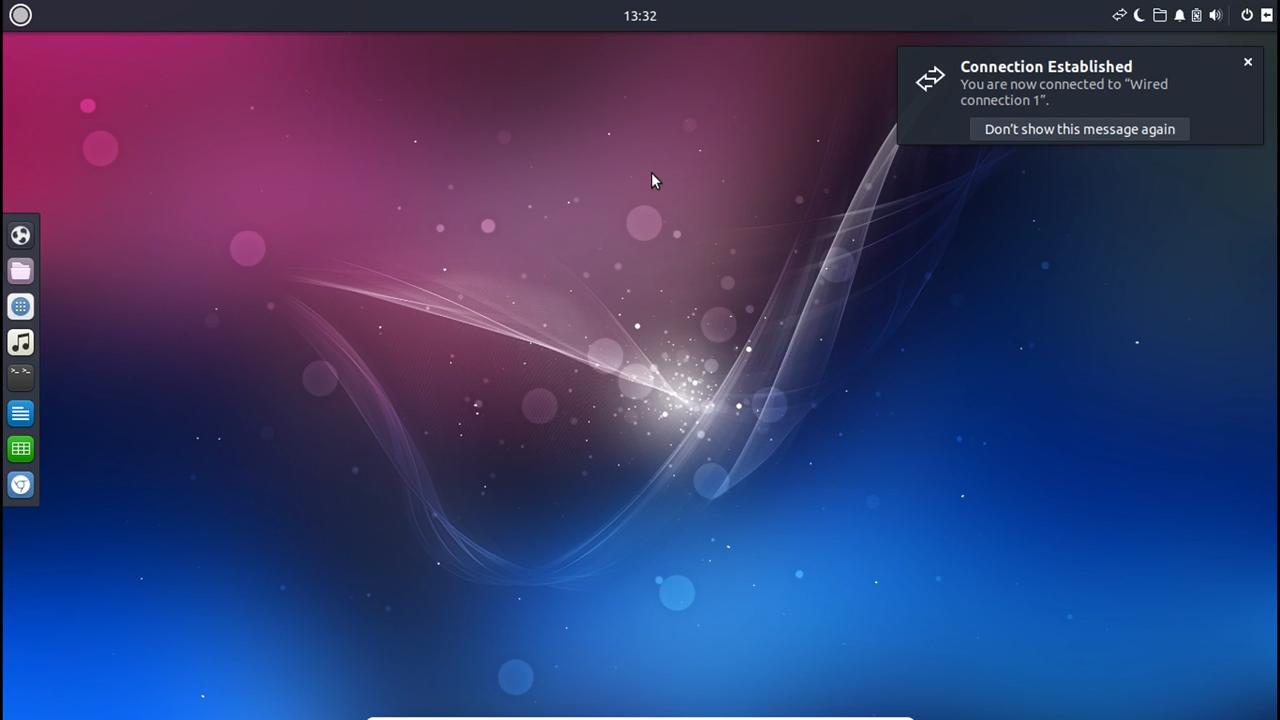 13:32
Connection Established
You are now connected to “Wired
connection 1”.
Don’t show this message again